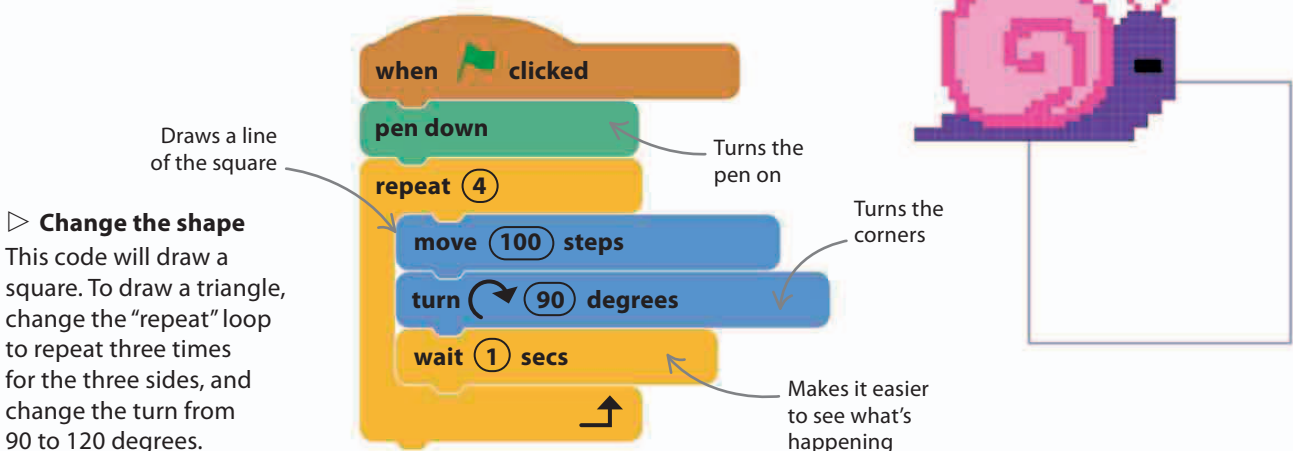 when clicked
pen down
repeat 4
move 100 steps
turn 90 degrees
wait 1 secs
Draws a line
of the square
Turns the
pen on
Turns the
corners
Makes it easier
to see what's
happening
▷ Change the shape
This code will draw a
square. To draw a triangle,
change the “repeat” loop
to repeat three times
for the three sides, and
change the turn from
90 to 120 degrees.